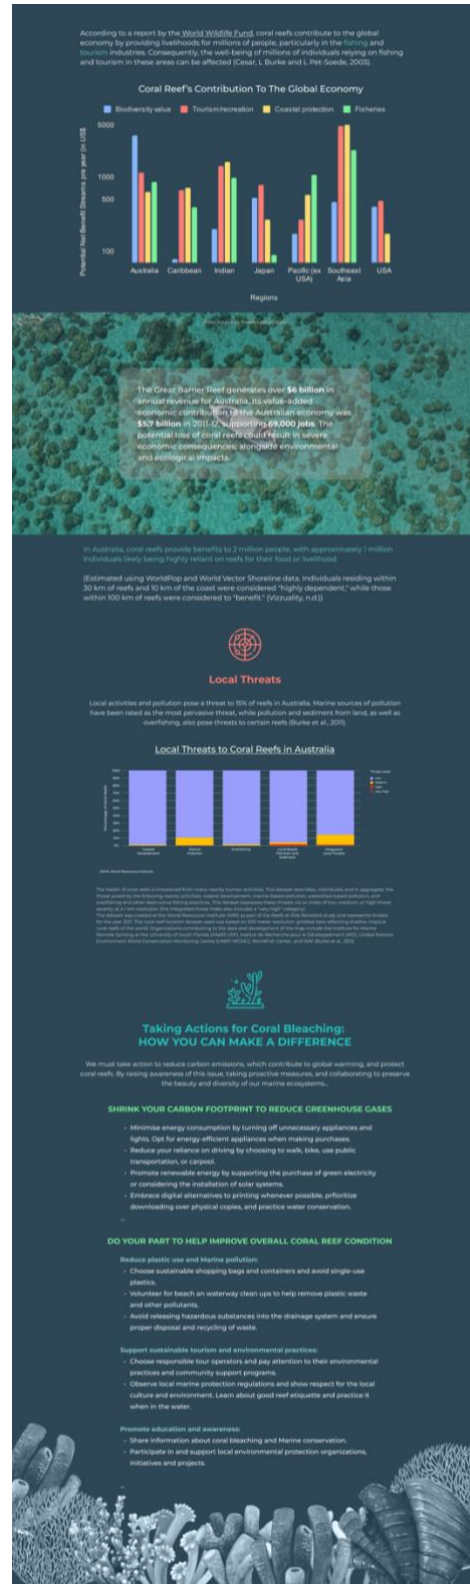 According to a report by the World Wildlife Fund, coral reefs contribute to the global
economy by providing livelihoods for millions of people, particularly in the fishing and
tourism industries. Consequently, the well-being of millions of individuals relying on fishing
and tourism in these areas can be affected (Cesar, L Burke and L Pet-Soede, 2003).
Coral Reef's Contribution To The Global Economy
Biodiversity value Tourism/recreation Coastal protection Fisheries
Potential Net Benefit Streams per year (in US$
5000
1000
500
100
Australia Caribbean Indian Japan Pacific (ex USA) Southeast Asia USA
Regions
The Great Barrier Reef generates over $6 billion in
annual revenue for Australia. Its value-added
economic contribution to the Australian economy was
$5.7 billion in 2011-12, supporting 69,000 jobs. The
potential loss of coral reefs could result in severe
economic consequences, alongside environmental
and ecological impacts.
In Australia, coral reefs provide benefits to 2 million people, with approximately 1 million
individuals likely being highly reliant on reefs for their food or livelihood.
(Estimated using WorldPop and World Vector Shoreline data. Individuals residing within
30 km of reefs and 10 km of the coast were considered "highly dependent," while those
within 100 km of reefs were considered to "benefit." (Vizzuality, n.d.))
Local Threats
Local activities and pollution pose a threat to 15% of reefs in Australia. Marine sources of pollution
have been rated as the most pervasive threat, while pollution and sediment from land, as well as
overfishing, also pose threats to certain reefs (Burke et al., 2011).
Local Threats to Coral Reefs in Australia
Taking Actions for Coral Bleaching:
HOW YOU CAN MAKE A DIFFERENCE
We must take action to reduce carbon emissions, which contribute to global warming, and protect
coral reefs. By raising awareness of this issue, taking proactive measures, and collaborating to preserve
the beauty and diversity of our marine ecosystems...
SHRINK YOUR CARBON FOOTPRINT TO REDUCE GREENHOUSE GASES
• Minimise energy consumption by turning off unnecessary appliances and
lights. Opt for energy-efficient appliances when making purchases.
• Reduce your reliance on driving by choosing to walk, bike, use public
transportation, or carpool.
• Promote renewable energy by supporting the purchase of green electricity
or considering the installation of solar systems.
• Embrace digital alternatives to printing whenever possible, prioritize
downloading over physical copies, and practice water conservation.
...
DO YOUR PART TO HELP IMPROVE OVERALL CORAL REEF CONDITION
Reduce plastic use and Marine pollution:
• Choose sustainable shopping bags and containers and avoid single-use
plastics.
• Volunteer for beach an waterway clean ups to help remove plastic waste
and other pollutants.
• Avoid releasing hazardous substances into the drainage system and ensure
proper disposal and recycling of waste.
Support sustainable tourism and environmental practices:
• Choose responsible tour operators and pay attention to their environmental
practices and community support programs.
• Observe local marine protection regulations and show respect for the local
culture and environment. Learn about good reef etiquette and practice it
when in the water.
Promote education and awareness:
• Share information about coral bleaching and Marine conservation.
• Participate in and support local environmental protection organizations,
initiatives and projects.
...